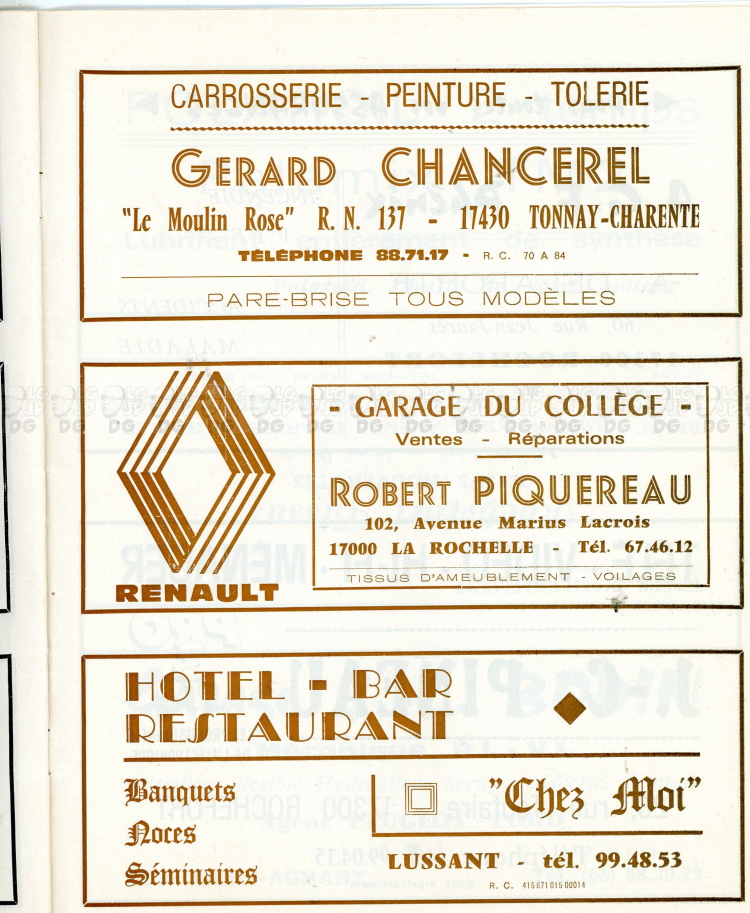 CARROSSERIE - PEINTURE - TOLERIE
GERARD CHANCEREL
"Le Moulin Rose" R. N. 137 - 17430 TONNAY-CHARENTE
TÉLÉPHONE 88.71.17 - R. C. 70 A 84
PARE-BRISE TOUS MODÈLES
RENAULT
- GARAGE DU COLLÈGE -
Ventes - Réparations
ROBERT PIQUEREAU
102, Avenue Marius Lacrois
17000 LA ROCHELLE - Tél. 67.46.12
TISSUS D'AMEUBLEMENT - VOILAGES
HOTEL - BAR
RESTAURANT
Banquets
Noces
Séminaires
"Chez Moi"
LUSSANT tél. 99.48.53
R. C. 415 871 015 00014